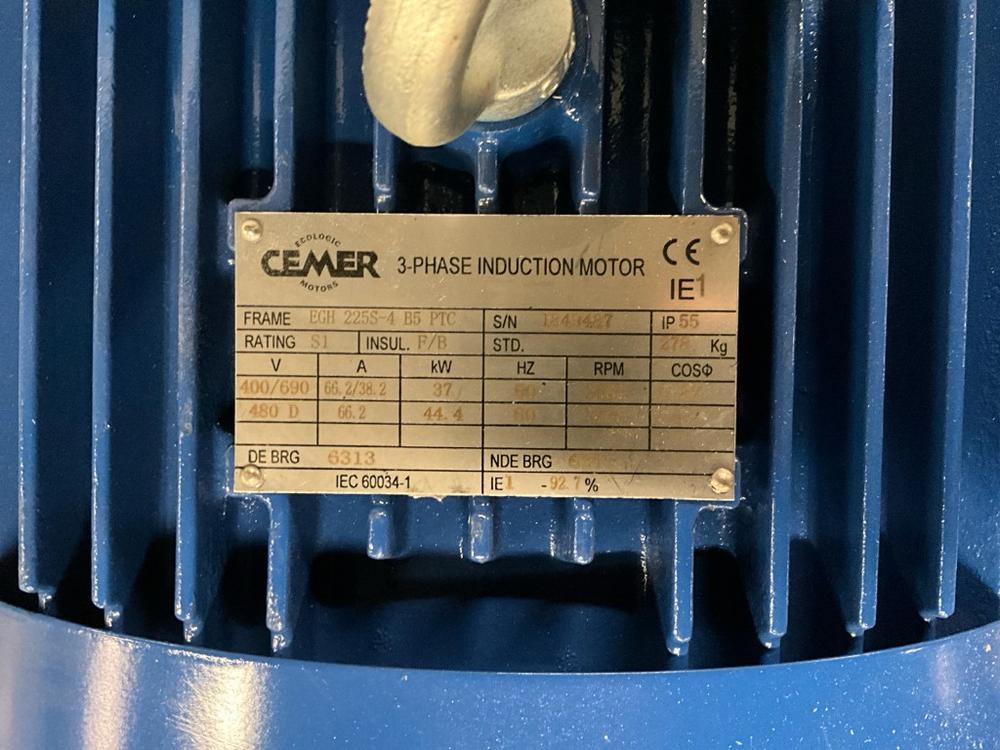 ECOLOGIC
CEMER
MOTORS
3-PHASE INDUCTION MOTOR
CE
IE1
FRAME EGH 225S-4 B5 PTC S/N IP 55
RATING S1 INSUL. F/B STD. 278 Kg
V A kW HZ RPM COSΦ
400/690 66.2/38.2 37 50
480 D 66.2 44.4 60
DE BRG 6313 NDE BRG
IEC 60034-1 IE1 - 92.7 %